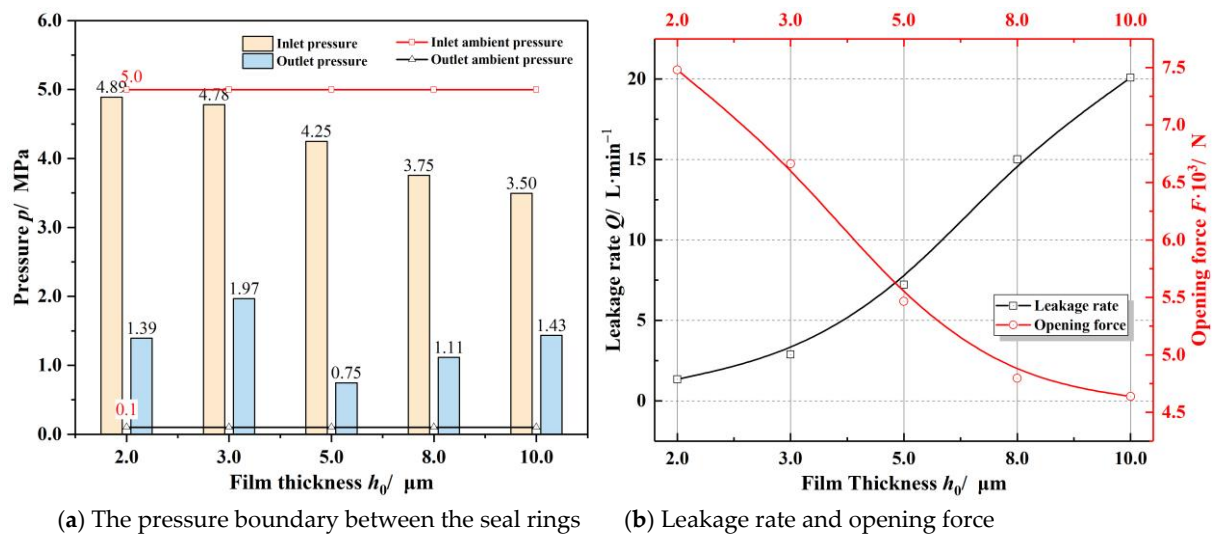 6.0
5.0
4.0
3.0
2.0
1.0
0.0
Pressure p/ MPa
Inlet pressure
Outlet pressure
Inlet ambient pressure
Outlet ambient pressure
4.89
5.0
4.78
4.25
3.75
3.50
1.39
1.97
0.75
1.11
1.43
0.1
2.0 3.0 5.0 8.0 10.0
Film thickness h₀/ μm
(a) The pressure boundary between the seal rings
2.0 3.0 5.0 8.0 10.0
20
15
10
5
0
Leakage rate Q/ L·min⁻¹
7.5
7.0
6.5
6.0
5.5
5.0
4.5
Opening force F·10³/ N
Leakage rate
Opening force
2.0 3.0 5.0 8.0 10.0
Film Thickness h₀/ μm
(b) Leakage rate and opening force